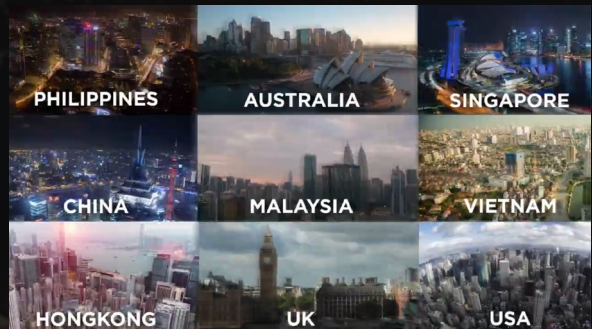 PHILIPPINES
AUSTRALIA
SINGAPORE
CHINA
MALAYSIA
VIETNAM
HONGKONG
UK
USA